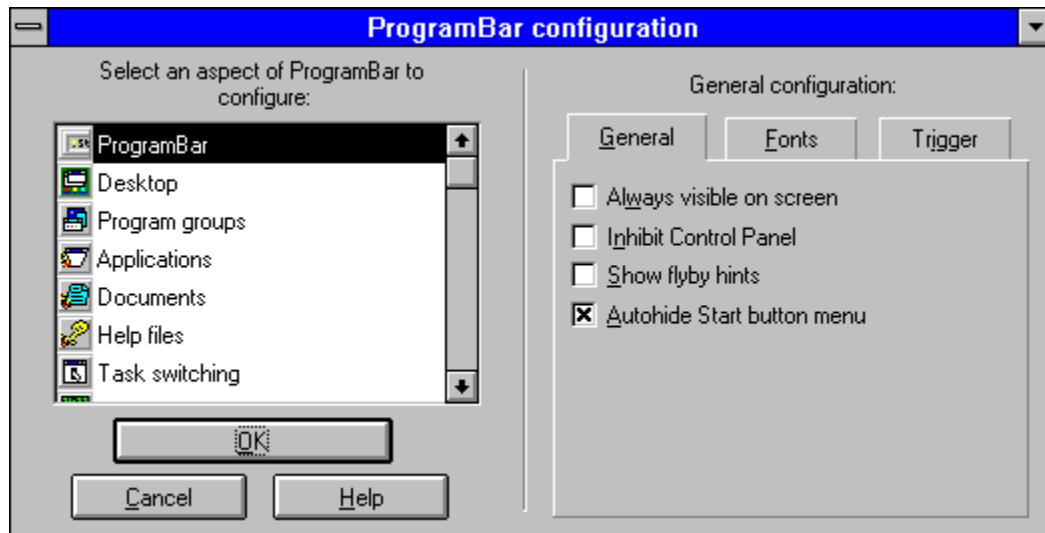 ProgramBar configuration
Select an aspect of ProgramBar to
configure:
ProgramBar
Desktop
Program groups
Applications
Documents
Help files
Task switching
OK
Cancel
Help
General configuration:
General
Fonts
Trigger
Always visible on screen
Inhibit Control Panel
Show flyby hints
Autohide Start button menu